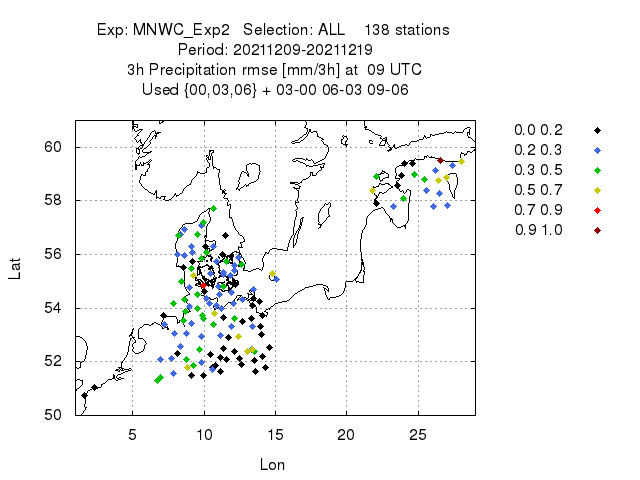 Exp: MNWC_Exp2 Selection: ALL 138 stations
Period: 20211209-20211219
3h Precipitation rmse [mm/3h] at 09 UTC
Used {00,03,06} + 03-00 06-03 09-06
0.0 0.2
0.2 0.3
0.3 0.5
0.5 0.7
0.7 0.9
0.9 1.0
60
58
56
54
52
50
Lat
5 10 15 20 25
Lon